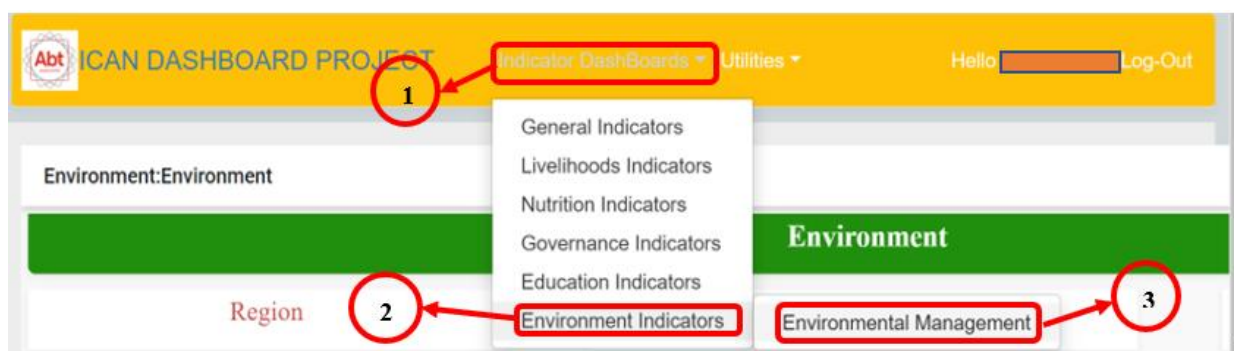 Abt ICAN DASHBOARD PROJECT Indicator DashBoards Utilities Hello Log-Out
1
General Indicators
Livelihoods Indicators
Environment:Environment
Nutrition Indicators
Governance Indicators
Environment
Education Indicators
Region
2
Environment Indicators
Environmental Management
3